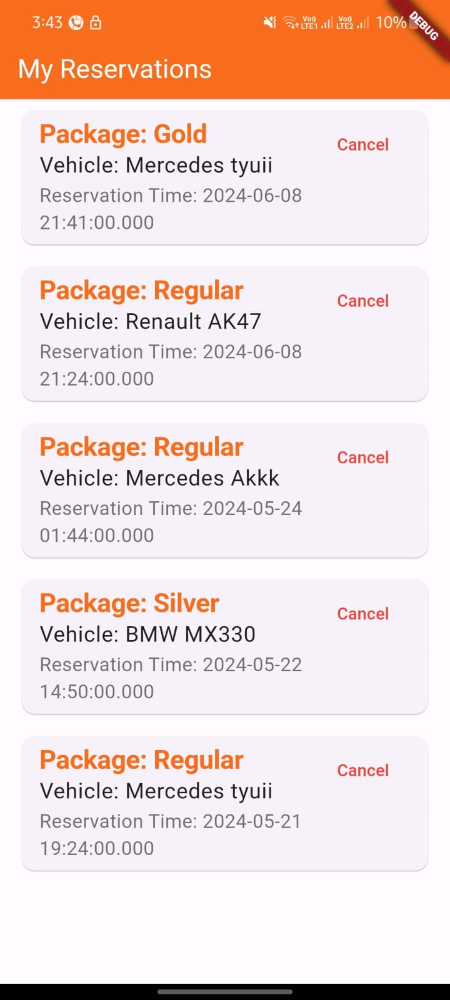 3:43 Vo)) LTE1 Vo)) LTE2 10%
DEBUG
My Reservations
Package: Gold
Cancel
Vehicle: Mercedes tyuii
Reservation Time: 2024-06-08
21:41:00.000
Package: Regular
Cancel
Vehicle: Renault AK47
Reservation Time: 2024-06-08
21:24:00.000
Package: Regular
Cancel
Vehicle: Mercedes Akkk
Reservation Time: 2024-05-24
01:44:00.000
Package: Silver
Cancel
Vehicle: BMW MX330
Reservation Time: 2024-05-22
14:50:00.000
Package: Regular
Cancel
Vehicle: Mercedes tyuii
Reservation Time: 2024-05-21
19:24:00.000